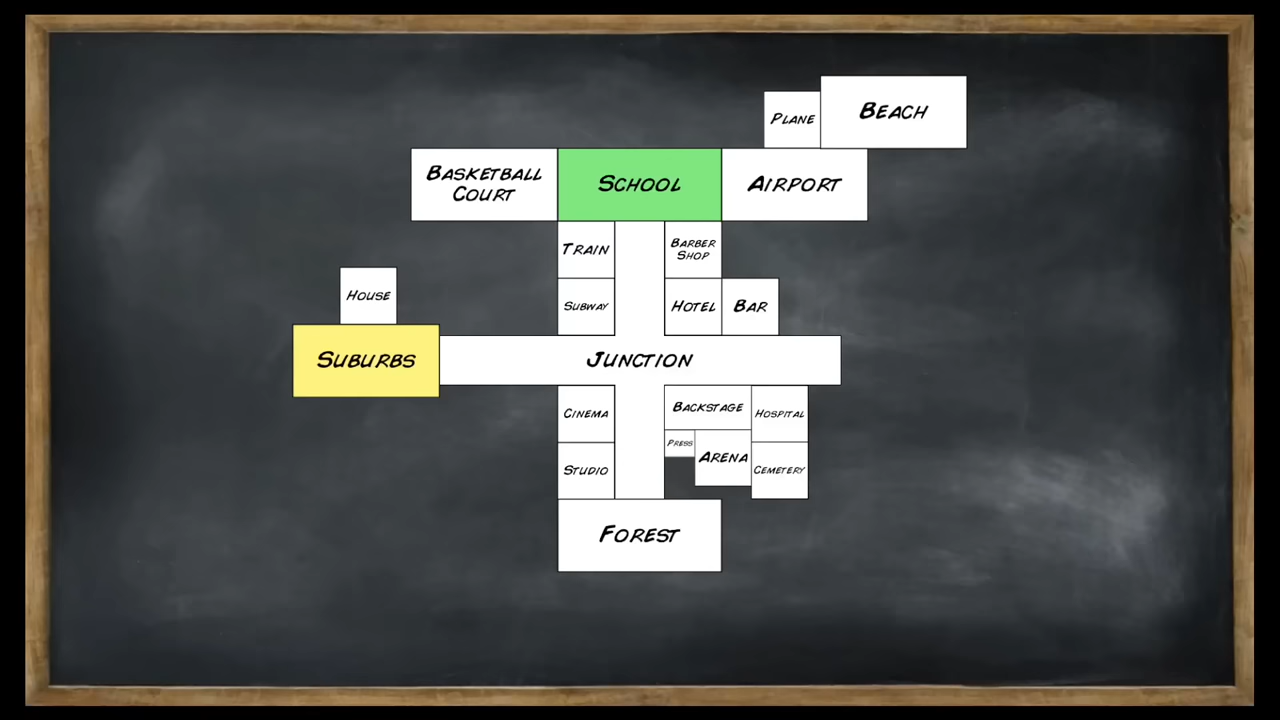 PLANE
BEACH
BASKETBALL
COURT
SCHOOL
AIRPORT
TRAIN
BARBER
SHOP
HOUSE
SUBWAY
HOTEL
BAR
SUBURBS
JUNCTION
CINEMA
BACKSTAGE
HOSPITAL
PRESS
ARENA
STUDIO
CEMETERY
FOREST